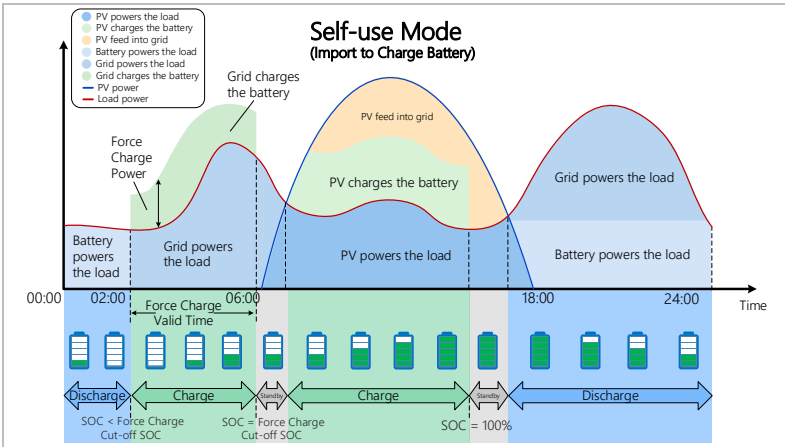 Self-use Mode
(Import to Charge Battery)
PV powers the load
PV charges the battery
PV feed into grid
Battery powers the load
Grid powers the load
Grid charges the battery
PV power
Load power
Grid charges
the battery
Force
Charge
Power
PV feed into grid
PV charges the battery
Grid powers the load
Battery
powers
the load
Grid powers
the load
PV powers the load
Battery powers the load
00:00
02:00
06:00
18:00
24:00
Time
Force Charge
Valid Time
Discharge
Charge
Standby
Charge
Standby
Discharge
SOC < Force Charge
Cut-off SOC
SOC = Force Charge
Cut-off SOC
SOC = 100%